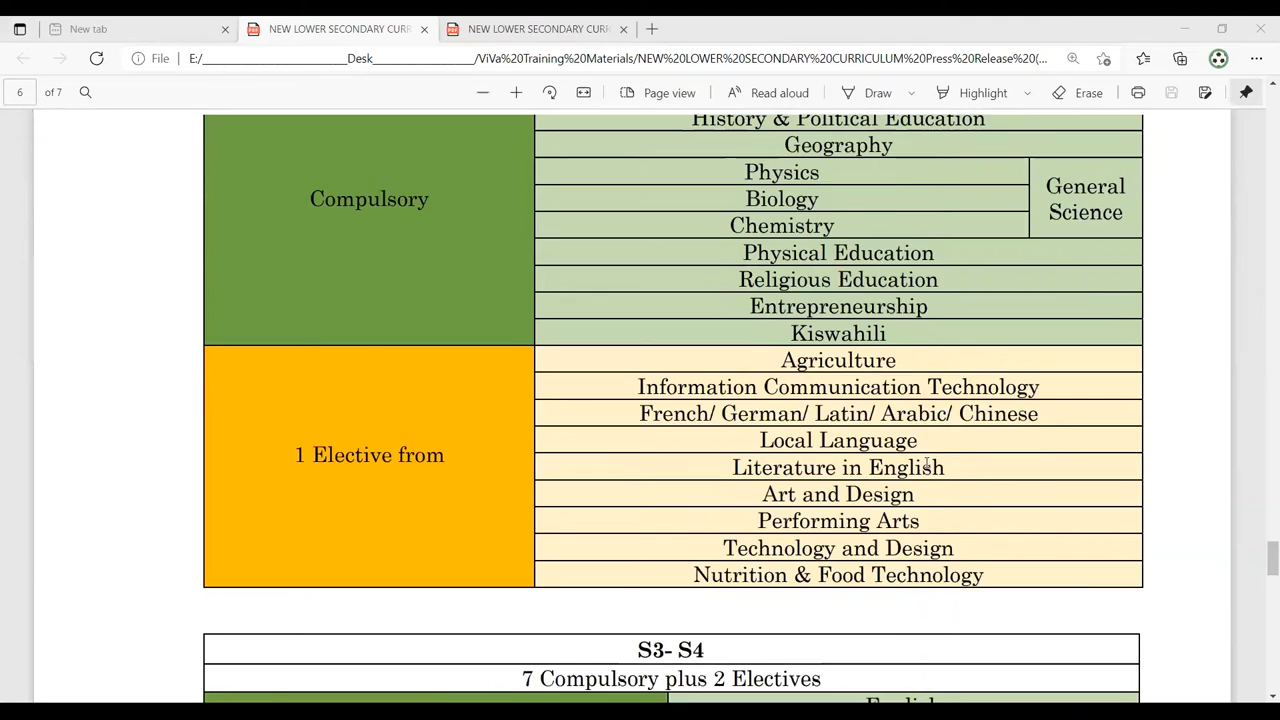 New tab
NEW LOWER SECONDARY CURR
NEW LOWER SECONDARY CURR
File
E:/____________________Desk____________________/ViVa%20Training%20Materials/NEW%20LOWER%20SECONDARY%20CURRICULUM%20Press%20Release%20(...
6 of 7
Page view
Read aloud
Draw
Highlight
Erase
Compulsory
History & Political Education
Geography
Physics
Biology
Chemistry
General
Science
Physical Education
Religious Education
Entrepreneurship
Kiswahili
1 Elective from
Agriculture
Information Communication Technology
French/ German/ Latin/ Arabic/ Chinese
Local Language
Literature in English
Art and Design
Performing Arts
Technology and Design
Nutrition & Food Technology
S3- S4
7 Compulsory plus 2 Electives
English